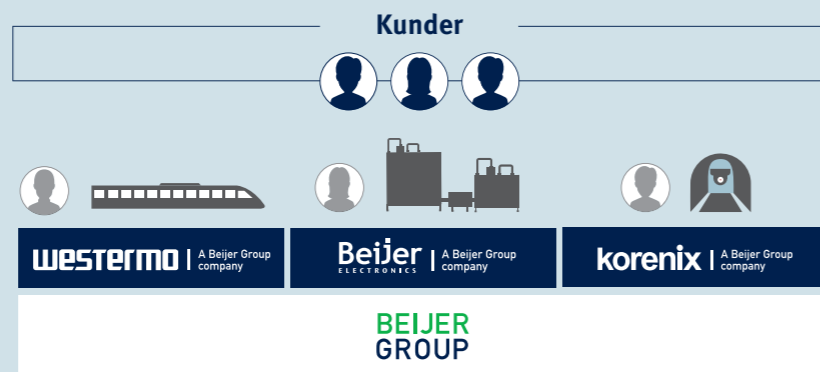 Kunder
westermo | A Beijer Group
company
Beijer
ELECTRONICS | A Beijer Group
company
korenix | A Beijer Group
company
BEIJER
GROUP